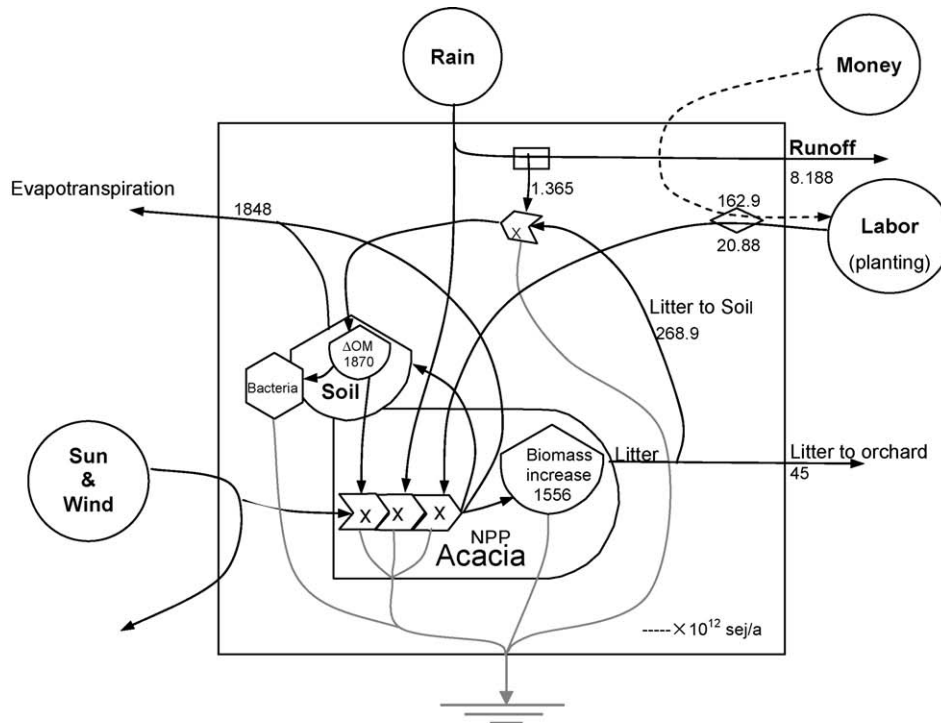 Rain
Money
Runoff
8.188
1.365
Evapotranspiration
1848
162.9
20.88
Labor
(planting)
X
Litter to Soil
268.9
ΔOM
1870
Bacteria
Soil
Sun
&
Wind
Litter
Litter to orchard
45
Biomass
increase
1556
X X X
NPP
Acacia
-----×10¹² sej/a